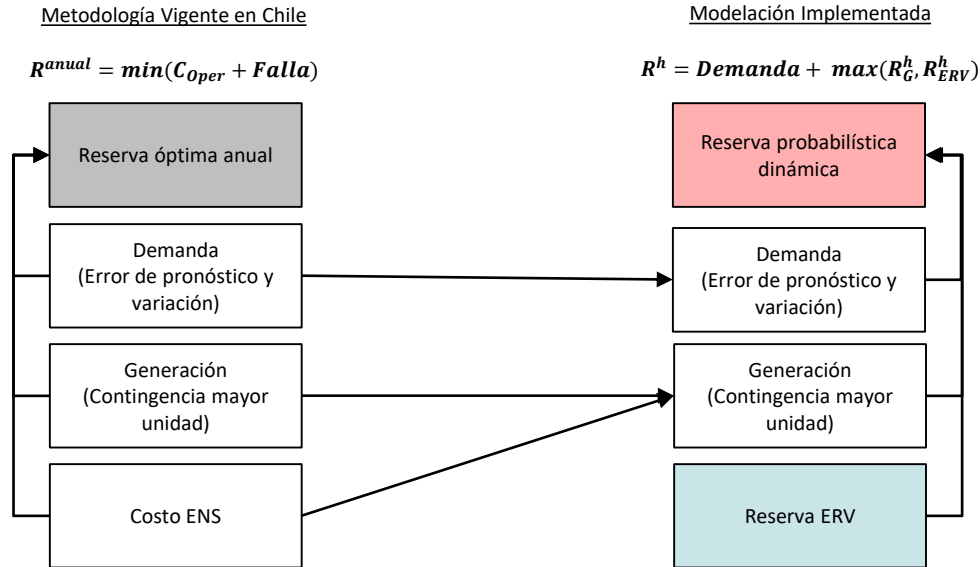 Metodología Vigente en Chile
R^anual = min(C_Oper + Falla)
Reserva óptima anual
Demanda
(Error de pronóstico y
variación)
Generación
(Contingencia mayor
unidad)
Costo ENS
Modelación Implementada
R^h = Demanda + max(R_G^h, R_ERV^h)
Reserva probabilística
dinámica
Demanda
(Error de pronóstico y
variación)
Generación
(Contingencia mayor
unidad)
Reserva ERV